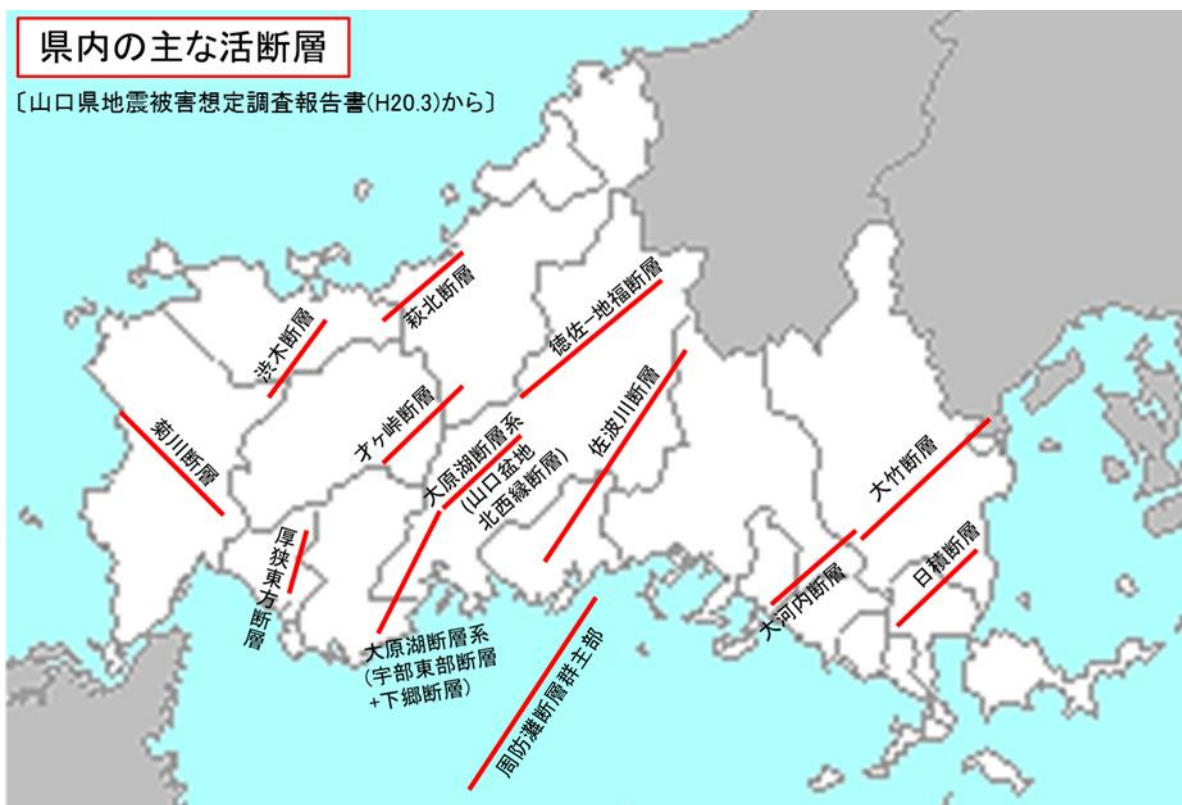 県内の主な活断層
〔山口県地震被害想定調査報告書(H20.3)から〕
萩北断層
渋木断層
徳佐－地福断層
菊川断層
才ヶ峠断層
佐波川断層
大原湖断層系
(山口盆地
北西縁断層)
大竹断層
厚狭東方断層
日積断層
大河内断層
大原湖断層系
(宇部東部断層
+下郷断層)
周防灘断層群主部